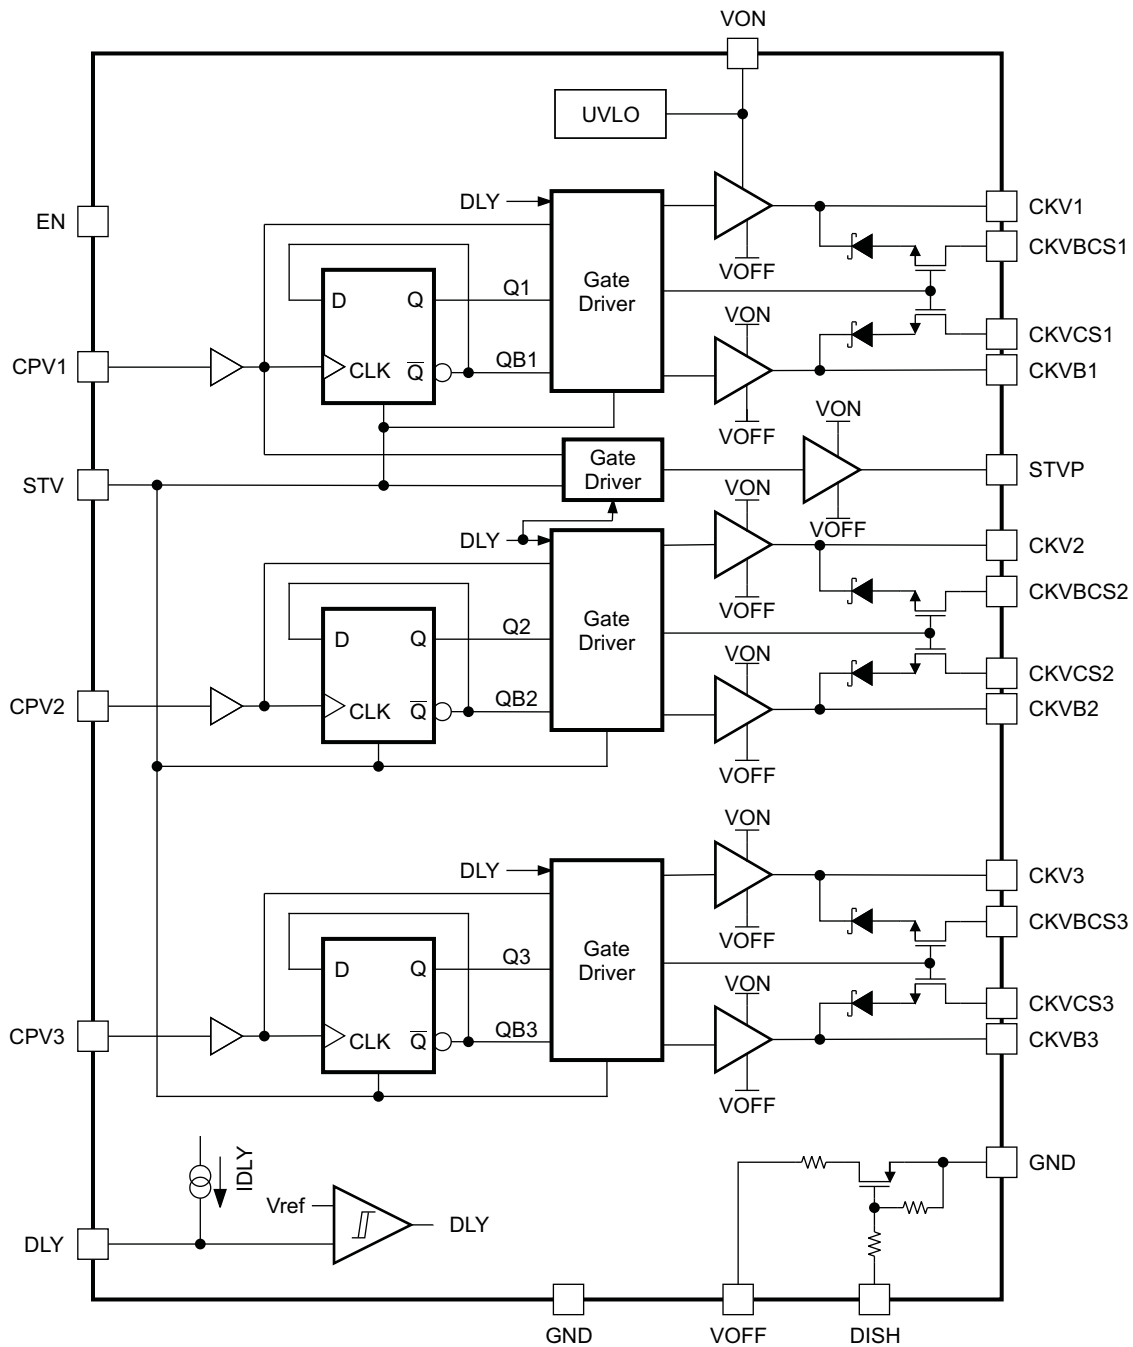 VON
UVLO
DLY
EN
CKV1
CKVBCS1
VOFF
Gate
Driver
D
Q
Q1
VON
CKVCS1
CPV1
CLK
Q̅
QB1
CKVB1
VOFF
VON
STV
Gate
Driver
STVP
VON
VOFF
DLY
CKV2
CKVBCS2
VOFF
Gate
Driver
D
Q
Q2
VON
CKVCS2
CPV2
CLK
Q̅
QB2
CKVB2
VOFF
VON
DLY
CKV3
CKVBCS3
VOFF
Gate
Driver
D
Q
Q3
VON
CKVCS3
CPV3
CLK
Q̅
QB3
CKVB3
VOFF
IDLY
GND
Vref
DLY
DLY
GND
VOFF
DISH